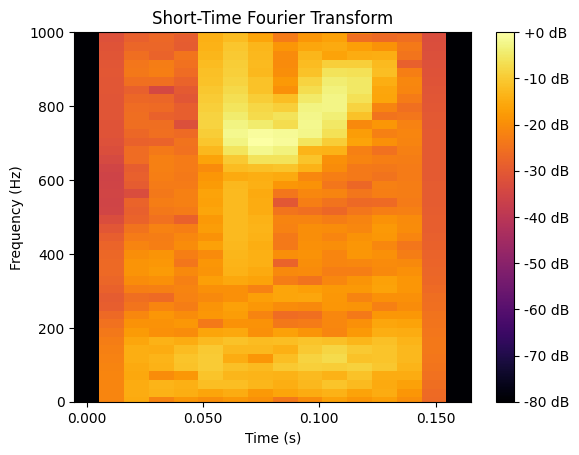 Short-Time Fourier Transform
Frequency (Hz)
1000
800
600
400
200
0
0.000
0.050
0.100
0.150
Time (s)
+0 dB
-10 dB
-20 dB
-30 dB
-40 dB
-50 dB
-60 dB
-70 dB
-80 dB